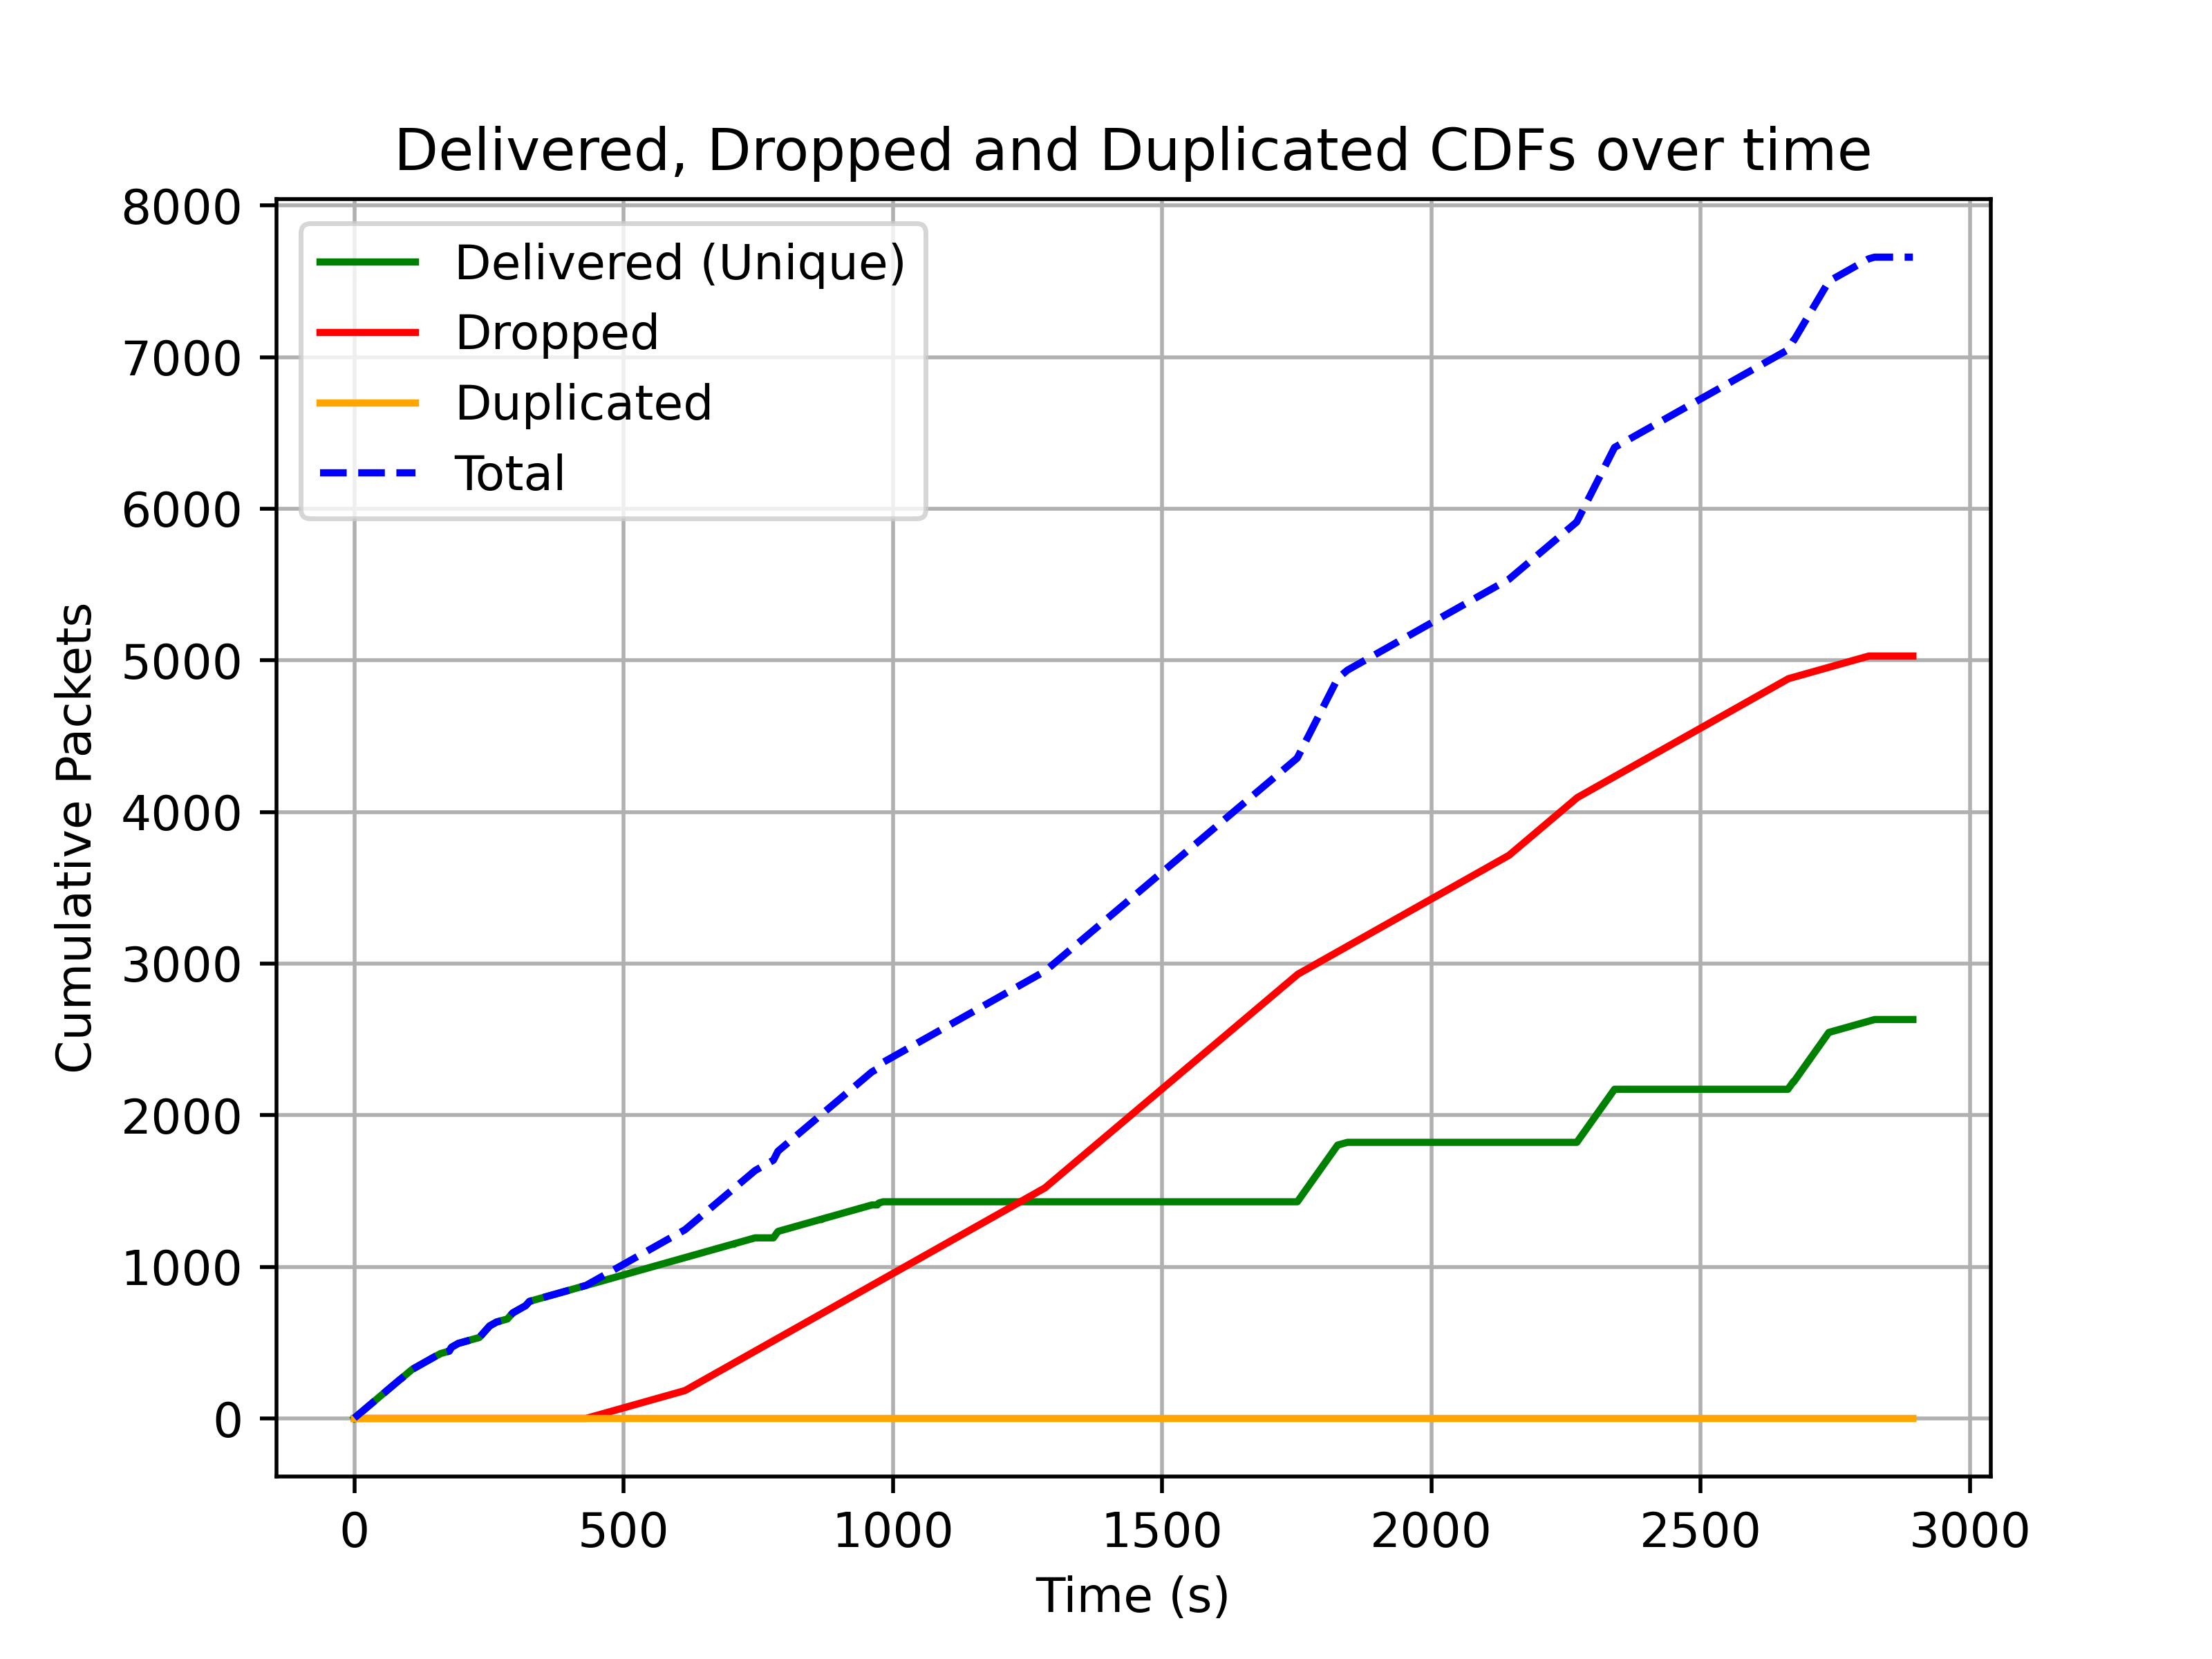 Delivered, Dropped and Duplicated CDFs over time
8000
7000
6000
5000
4000
3000
2000
1000
0
Cumulative Packets
Delivered (Unique)
Dropped
Duplicated
Total
0 500 1000 1500 2000 2500 3000
Time (s)